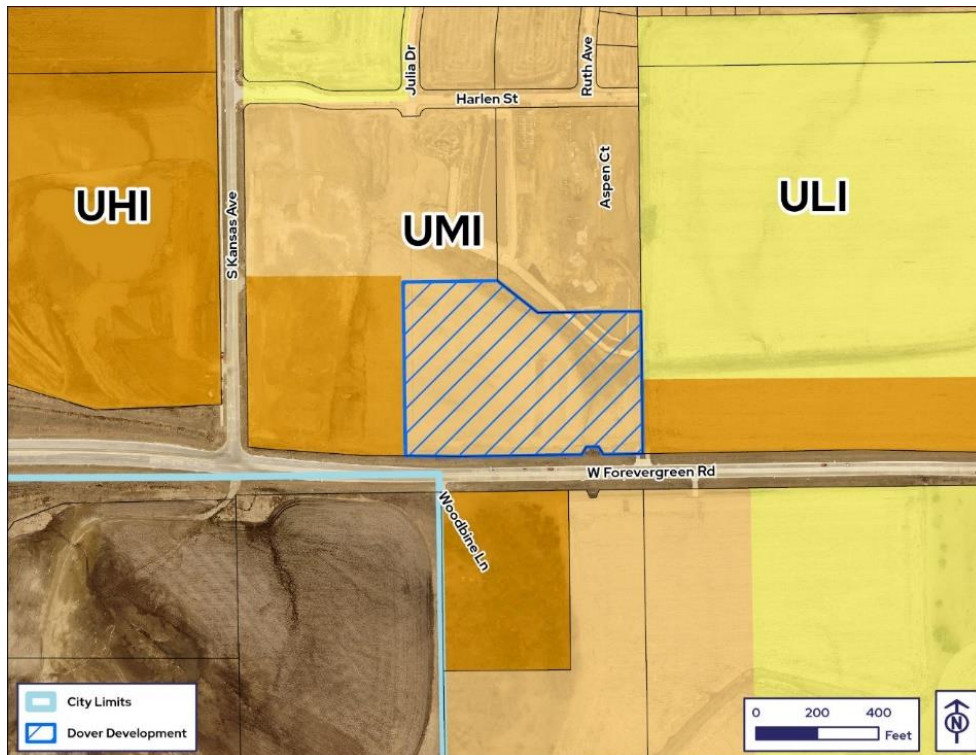 Julia Dr
Ruth Ave
Harlen St
UHI
S Kansas Ave
UMI
Aspen Ct
ULI
W Forevergreen Rd
Woodbine Ln
City Limits
Dover Development
0 200 400
Feet
N